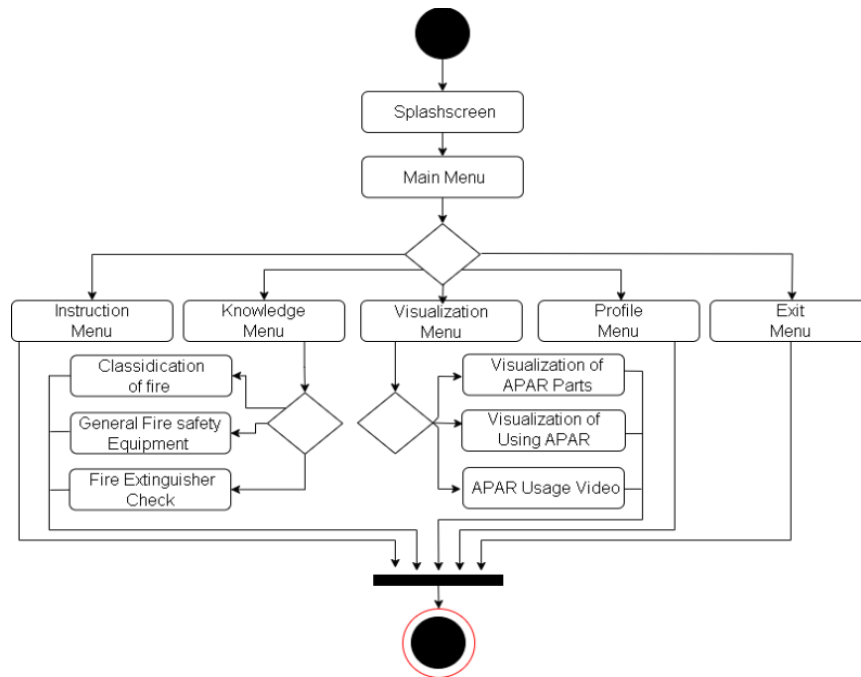 Splashscreen
Main Menu
Instruction
Menu
Knowledge
Menu
Visualization
Menu
Profile
Menu
Exit
Menu
Classidication
of fire
General Fire safety
Equipment
Fire Extinguisher
Check
Visualization of
APAR Parts
Visualization of
Using APAR
APAR Usage Video